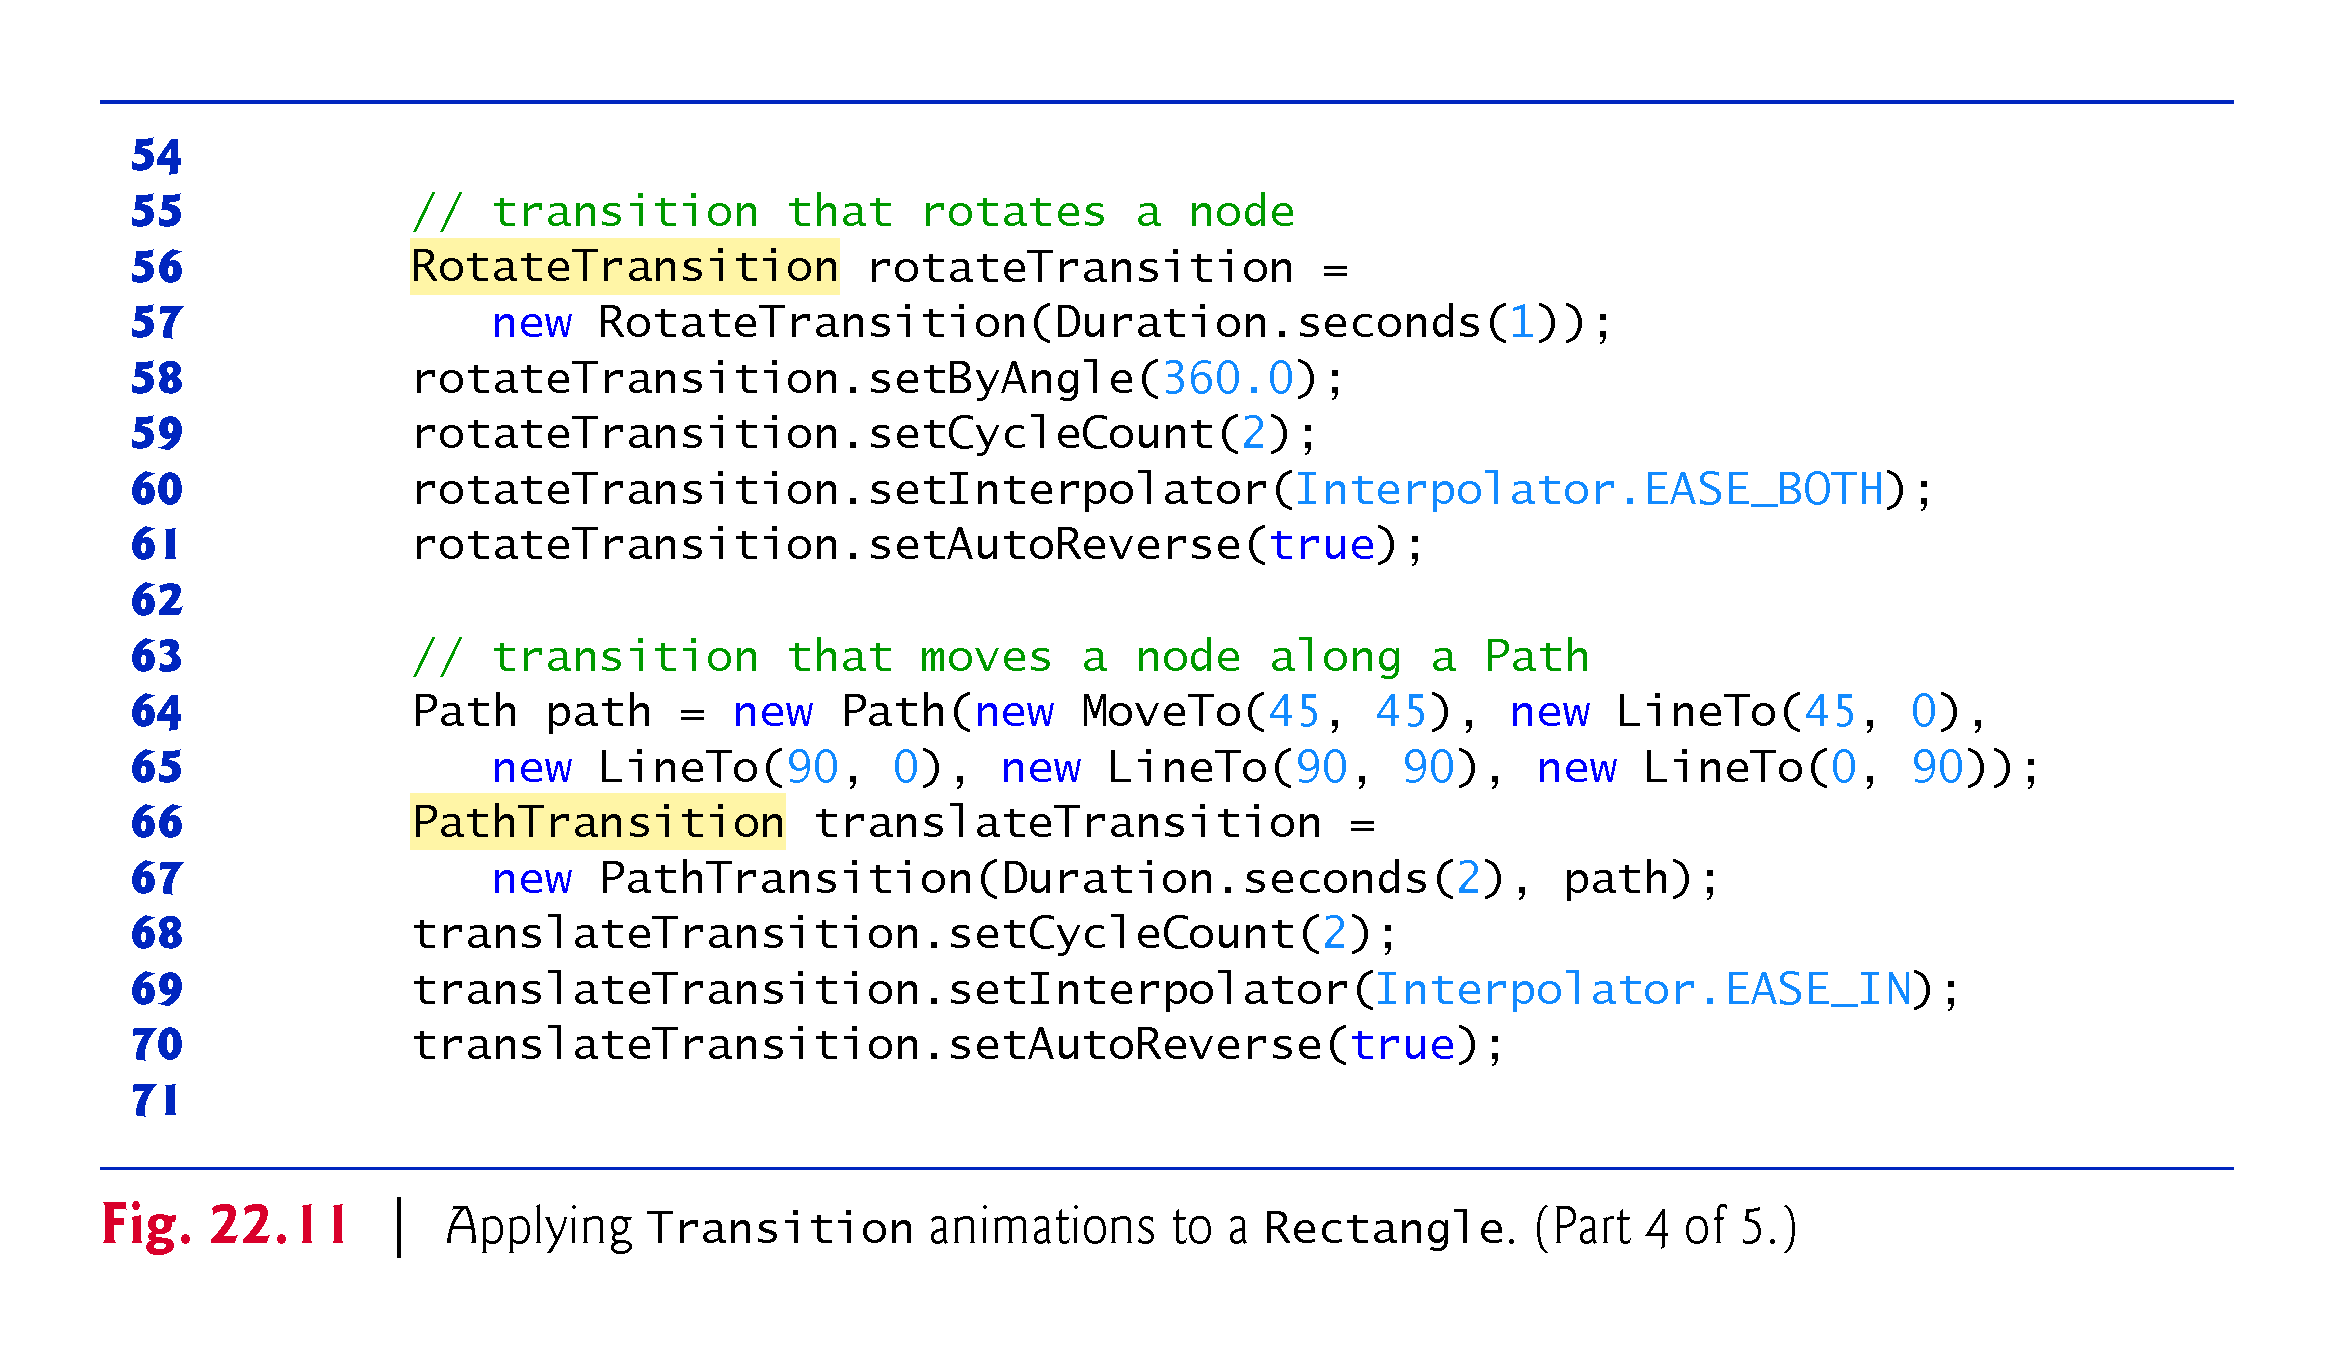 54
55 // transition that rotates a node
56 RotateTransition rotateTransition =
57 new RotateTransition(Duration.seconds(1));
58 rotateTransition.setByAngle(360.0);
59 rotateTransition.setCycleCount(2);
60 rotateTransition.setInterpolator(Interpolator.EASE_BOTH);
61 rotateTransition.setAutoReverse(true);
62
63 // transition that moves a node along a Path
64 Path path = new Path(new MoveTo(45, 45), new LineTo(45, 0),
65 new LineTo(90, 0), new LineTo(90, 90), new LineTo(0, 90));
66 PathTransition translateTransition =
67 new PathTransition(Duration.seconds(2), path);
68 translateTransition.setCycleCount(2);
69 translateTransition.setInterpolator(Interpolator.EASE_IN);
70 translateTransition.setAutoReverse(true);
71
Fig. 22.11 | Applying Transition animations to a Rectangle. (Part 4 of 5.)